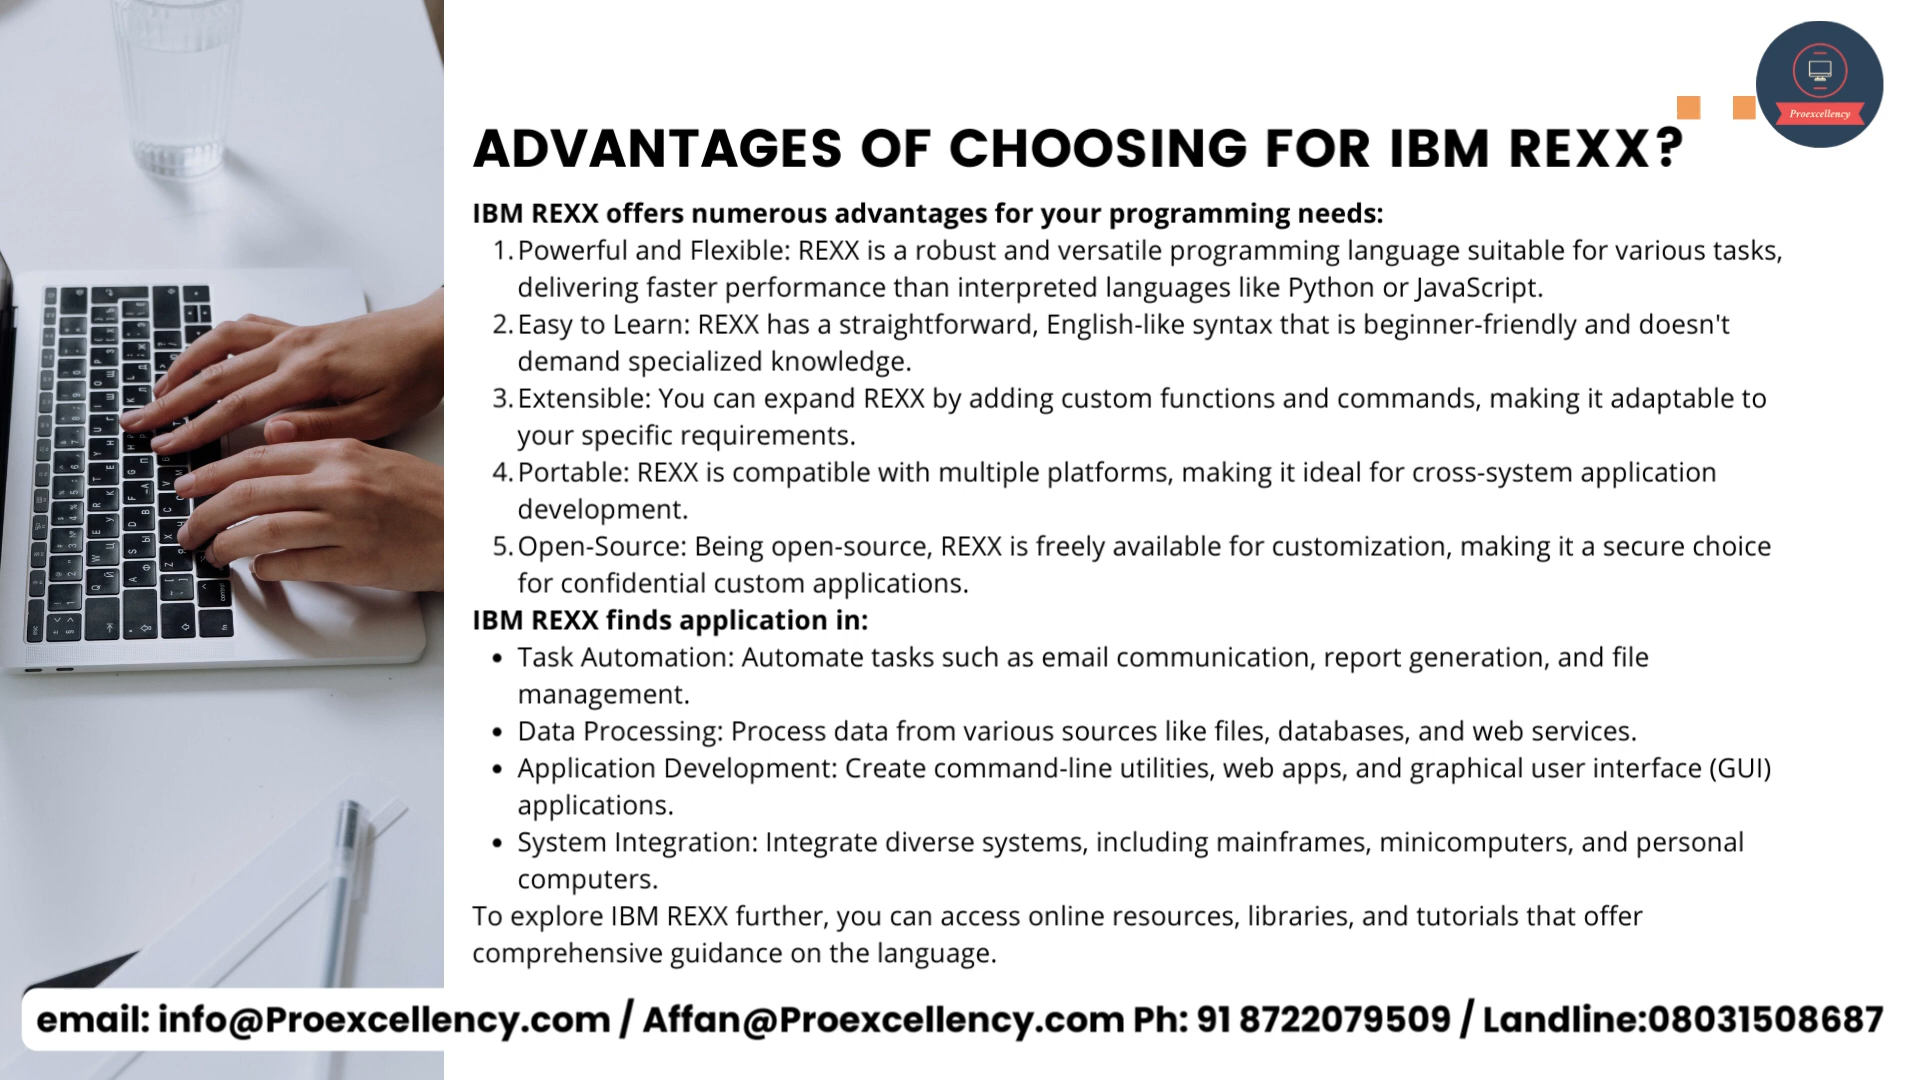 Proexcellency
ADVANTAGES OF CHOOSING FOR IBM REXX?
IBM REXX offers numerous advantages for your programming needs:
1. Powerful and Flexible: REXX is a robust and versatile programming language suitable for various tasks,
delivering faster performance than interpreted languages like Python or JavaScript.
2. Easy to Learn: REXX has a straightforward, English-like syntax that is beginner-friendly and doesn't
demand specialized knowledge.
3. Extensible: You can expand REXX by adding custom functions and commands, making it adaptable to
your specific requirements.
4. Portable: REXX is compatible with multiple platforms, making it ideal for cross-system application
development.
5. Open-Source: Being open-source, REXX is freely available for customization, making it a secure choice
for confidential custom applications.
IBM REXX finds application in:
• Task Automation: Automate tasks such as email communication, report generation, and file
management.
• Data Processing: Process data from various sources like files, databases, and web services.
• Application Development: Create command-line utilities, web apps, and graphical user interface (GUI)
applications.
• System Integration: Integrate diverse systems, including mainframes, minicomputers, and personal
computers.
To explore IBM REXX further, you can access online resources, libraries, and tutorials that offer
comprehensive guidance on the language.
email: info@Proexcellency.com / Affan@Proexcellency.com Ph: 91 8722079509 / Landline:08031508687